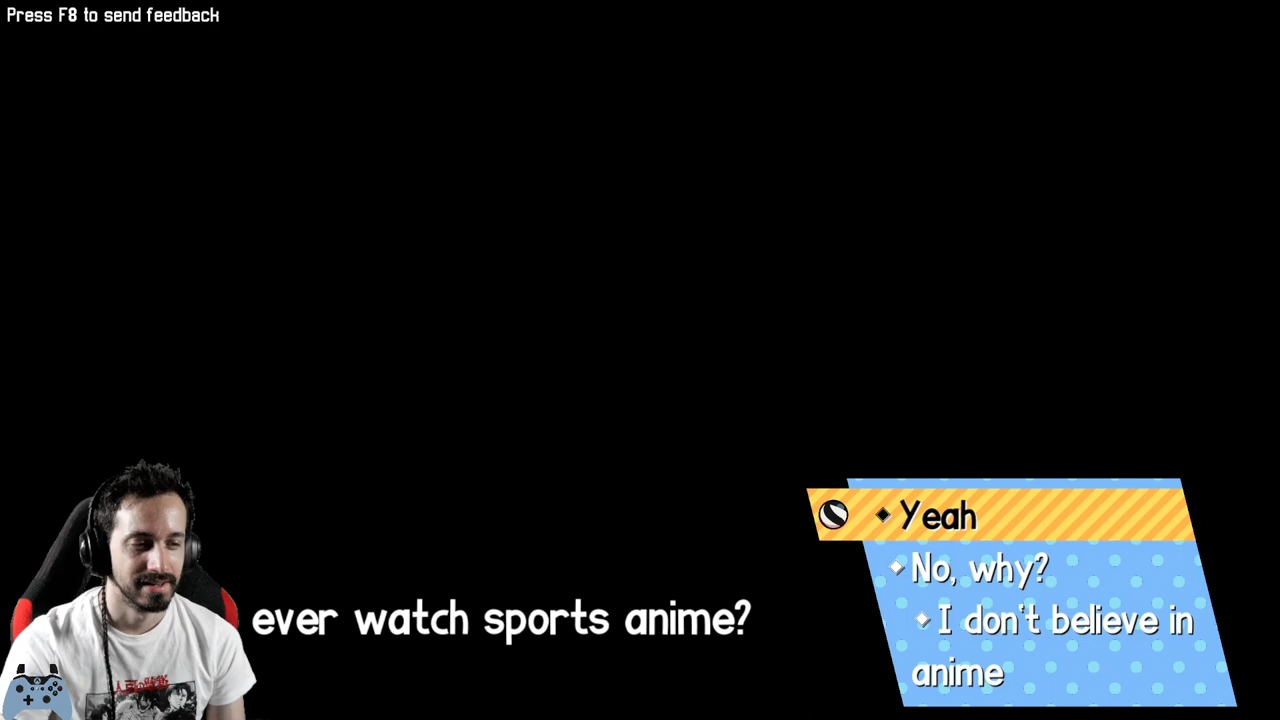 Press F8 to send feedback
Yeah
No, why?
I don't believe in
anime
ever watch sports anime?